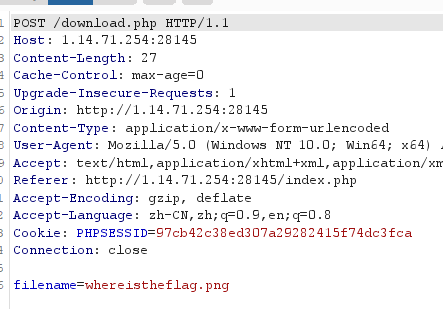 1 POST /download.php HTTP/1.1
2 Host: 1.14.71.254:28145
3 Content-Length: 27
4 Cache-Control: max-age=0
5 Upgrade-Insecure-Requests: 1
6 Origin: http://1.14.71.254:28145
7 Content-Type: application/x-www-form-urlencoded
8 User-Agent: Mozilla/5.0 (Windows NT 10.0; Win64; x64)
9 Accept: text/html,application/xhtml+xml,application/xm
0 Referer: http://1.14.71.254:28145/index.php
1 Accept-Encoding: gzip, deflate
2 Accept-Language: zh-CN,zh;q=0.9,en;q=0.8
3 Cookie: PHPSESSID=97cb42c38ed307a29282415f74dc3fca
4 Connection: close
5
6 filename=whereistheflag.png